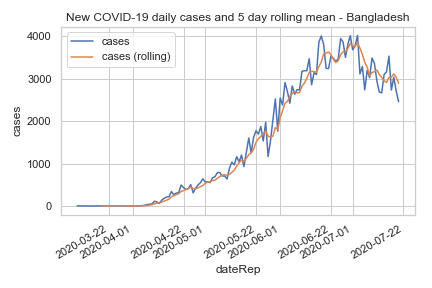 New COVID-19 daily cases and 5 day rolling mean - Bangladesh
cases
cases (rolling)
4000
3000
2000
1000
0
cases
2020-03-22
2020-04-01
2020-04-22
2020-05-01
2020-05-22
2020-06-01
2020-06-22
2020-07-01
2020-07-22
dateRep